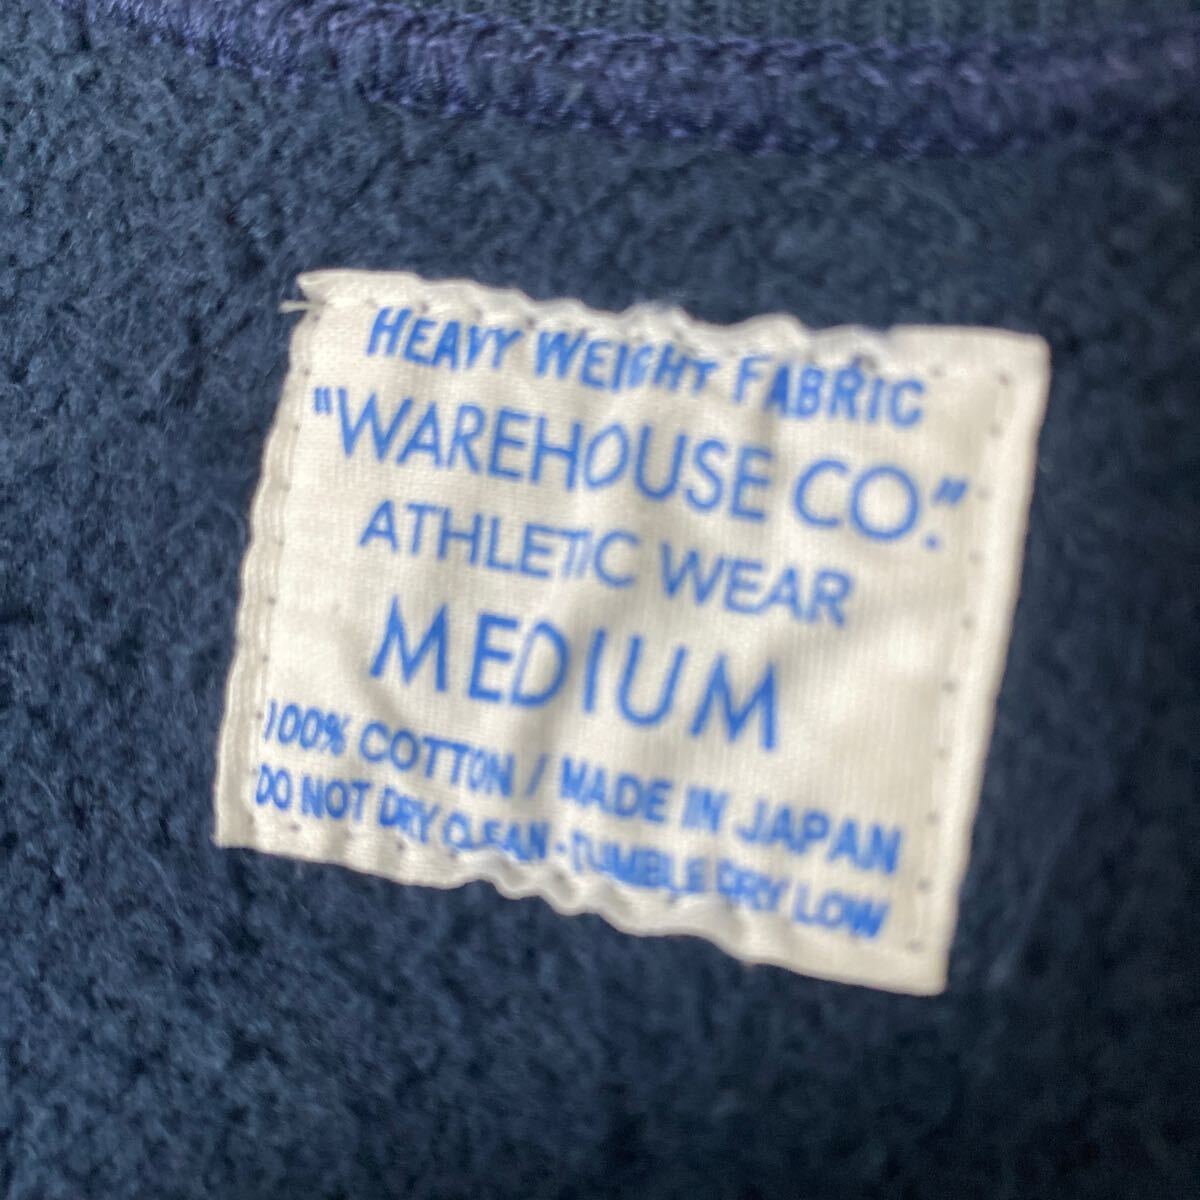 HEAVY WEIGHT FABRIC
"WAREHOUSE CO."
ATHLETIC WEAR
MEDIUM
100% COTTON / MADE IN JAPAN
DO NOT DRY CLEAN · TUMBLE DRY LOW